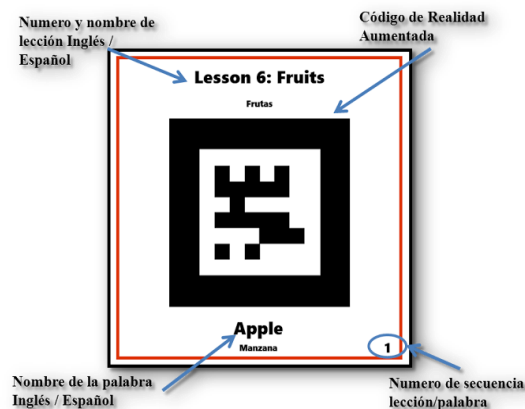 Numero y nombre de
lección Inglés /
Español
Código de Realidad
Aumentada
Lesson 6: Fruits
Frutas
Apple
Manzana
1
Nombre de la palabra
Inglés / Español
Numero de secuencia
lección/palabra